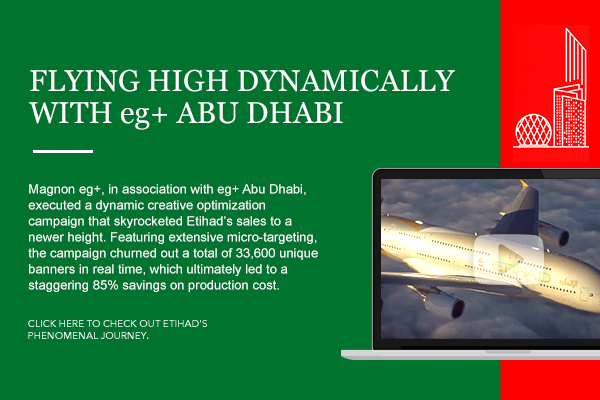 FLYING HIGH DYNAMICALLY
WITH eg+ ABU DHABI
Magnon eg+, in association with eg+ Abu Dhabi,
executed a dynamic creative optimization
campaign that skyrocketed Etihad's sales to a
newer height. Featuring extensive micro-targeting,
the campaign churned out a total of 33,600 unique
banners in real time, which ultimately led to a
staggering 85% savings on production cost.
CLICK HERE TO CHECK OUT ETIHAD'S
PHENOMENAL JOURNEY.